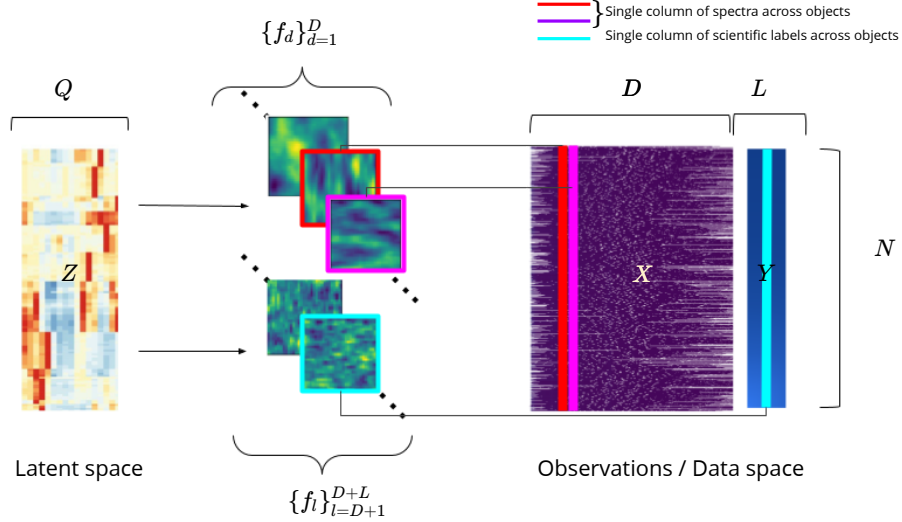 Single column of spectra across objects
Single column of scientific labels across objects
{f_d}_{d=1}^{D}
Q
D
L
Z
X
Y
N
Latent space
Observations / Data space
{f_l}_{l=D+1}^{D+L}